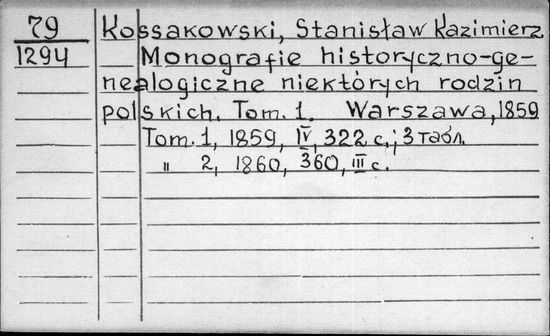 79
1294
Kossakowski, Stanisław Kazimierz.
Monografie historyczno-ge-
nealogiczne niektórych rodzin
polskich. Tom. 1. Warszawa, 1859
Tom. 1, 1859, IV, 322 с.; 3 табл.
" 2, 1860, 360, III с.